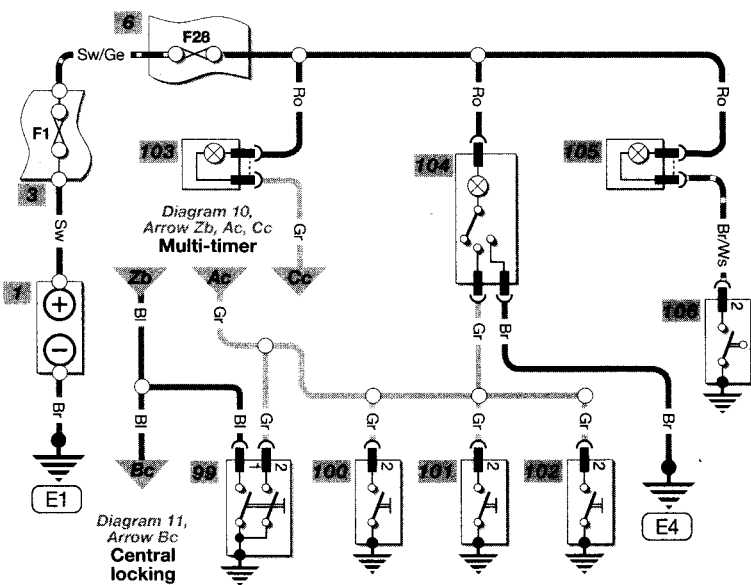 6
F28
Sw/Ge
F1
Ro
Ro
Ro
103
104
105
3
Sw
Diagram 10,
Arrow Zb, Ac, Cc
Multi-timer
Gr
Br/Ws
Zb
Ac
Cc
1
+
−
Bl
Gr
Gr
Br
106
2
Br
Bl
Bl
Gr
Gr
Gr
Gr
Br
E1
Bc
99
1
2
100
2
101
2
102
2
E4
Diagram 11,
Arrow Bc
Central
locking